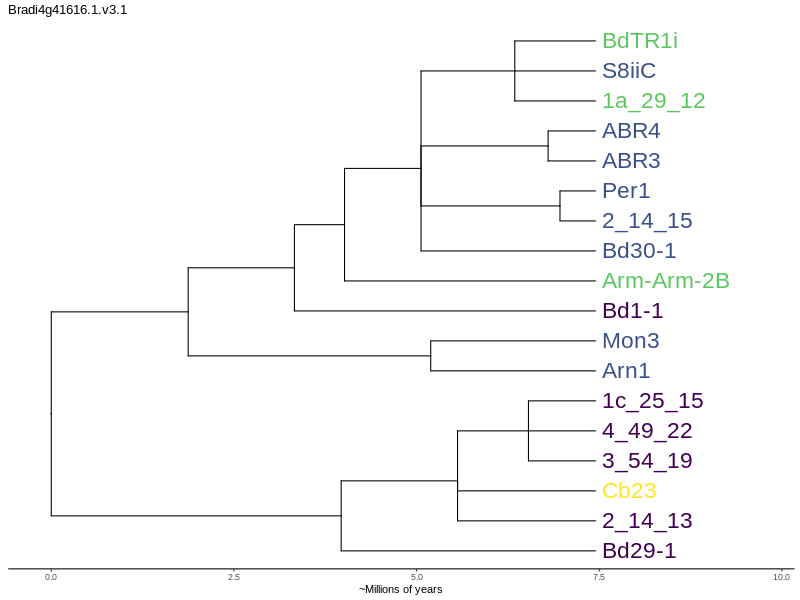 Bradi4g41616.1.v3.1
BdTR1i
S8iiC
1a_29_12
ABR4
ABR3
Per1
2_14_15
Bd30-1
Arm-Arm-2B
Bd1-1
Mon3
Arn1
1c_25_15
4_49_22
3_54_19
Cb23
2_14_13
Bd29-1
0.0 2.5 5.0 7.5 10.0
~Millions of years